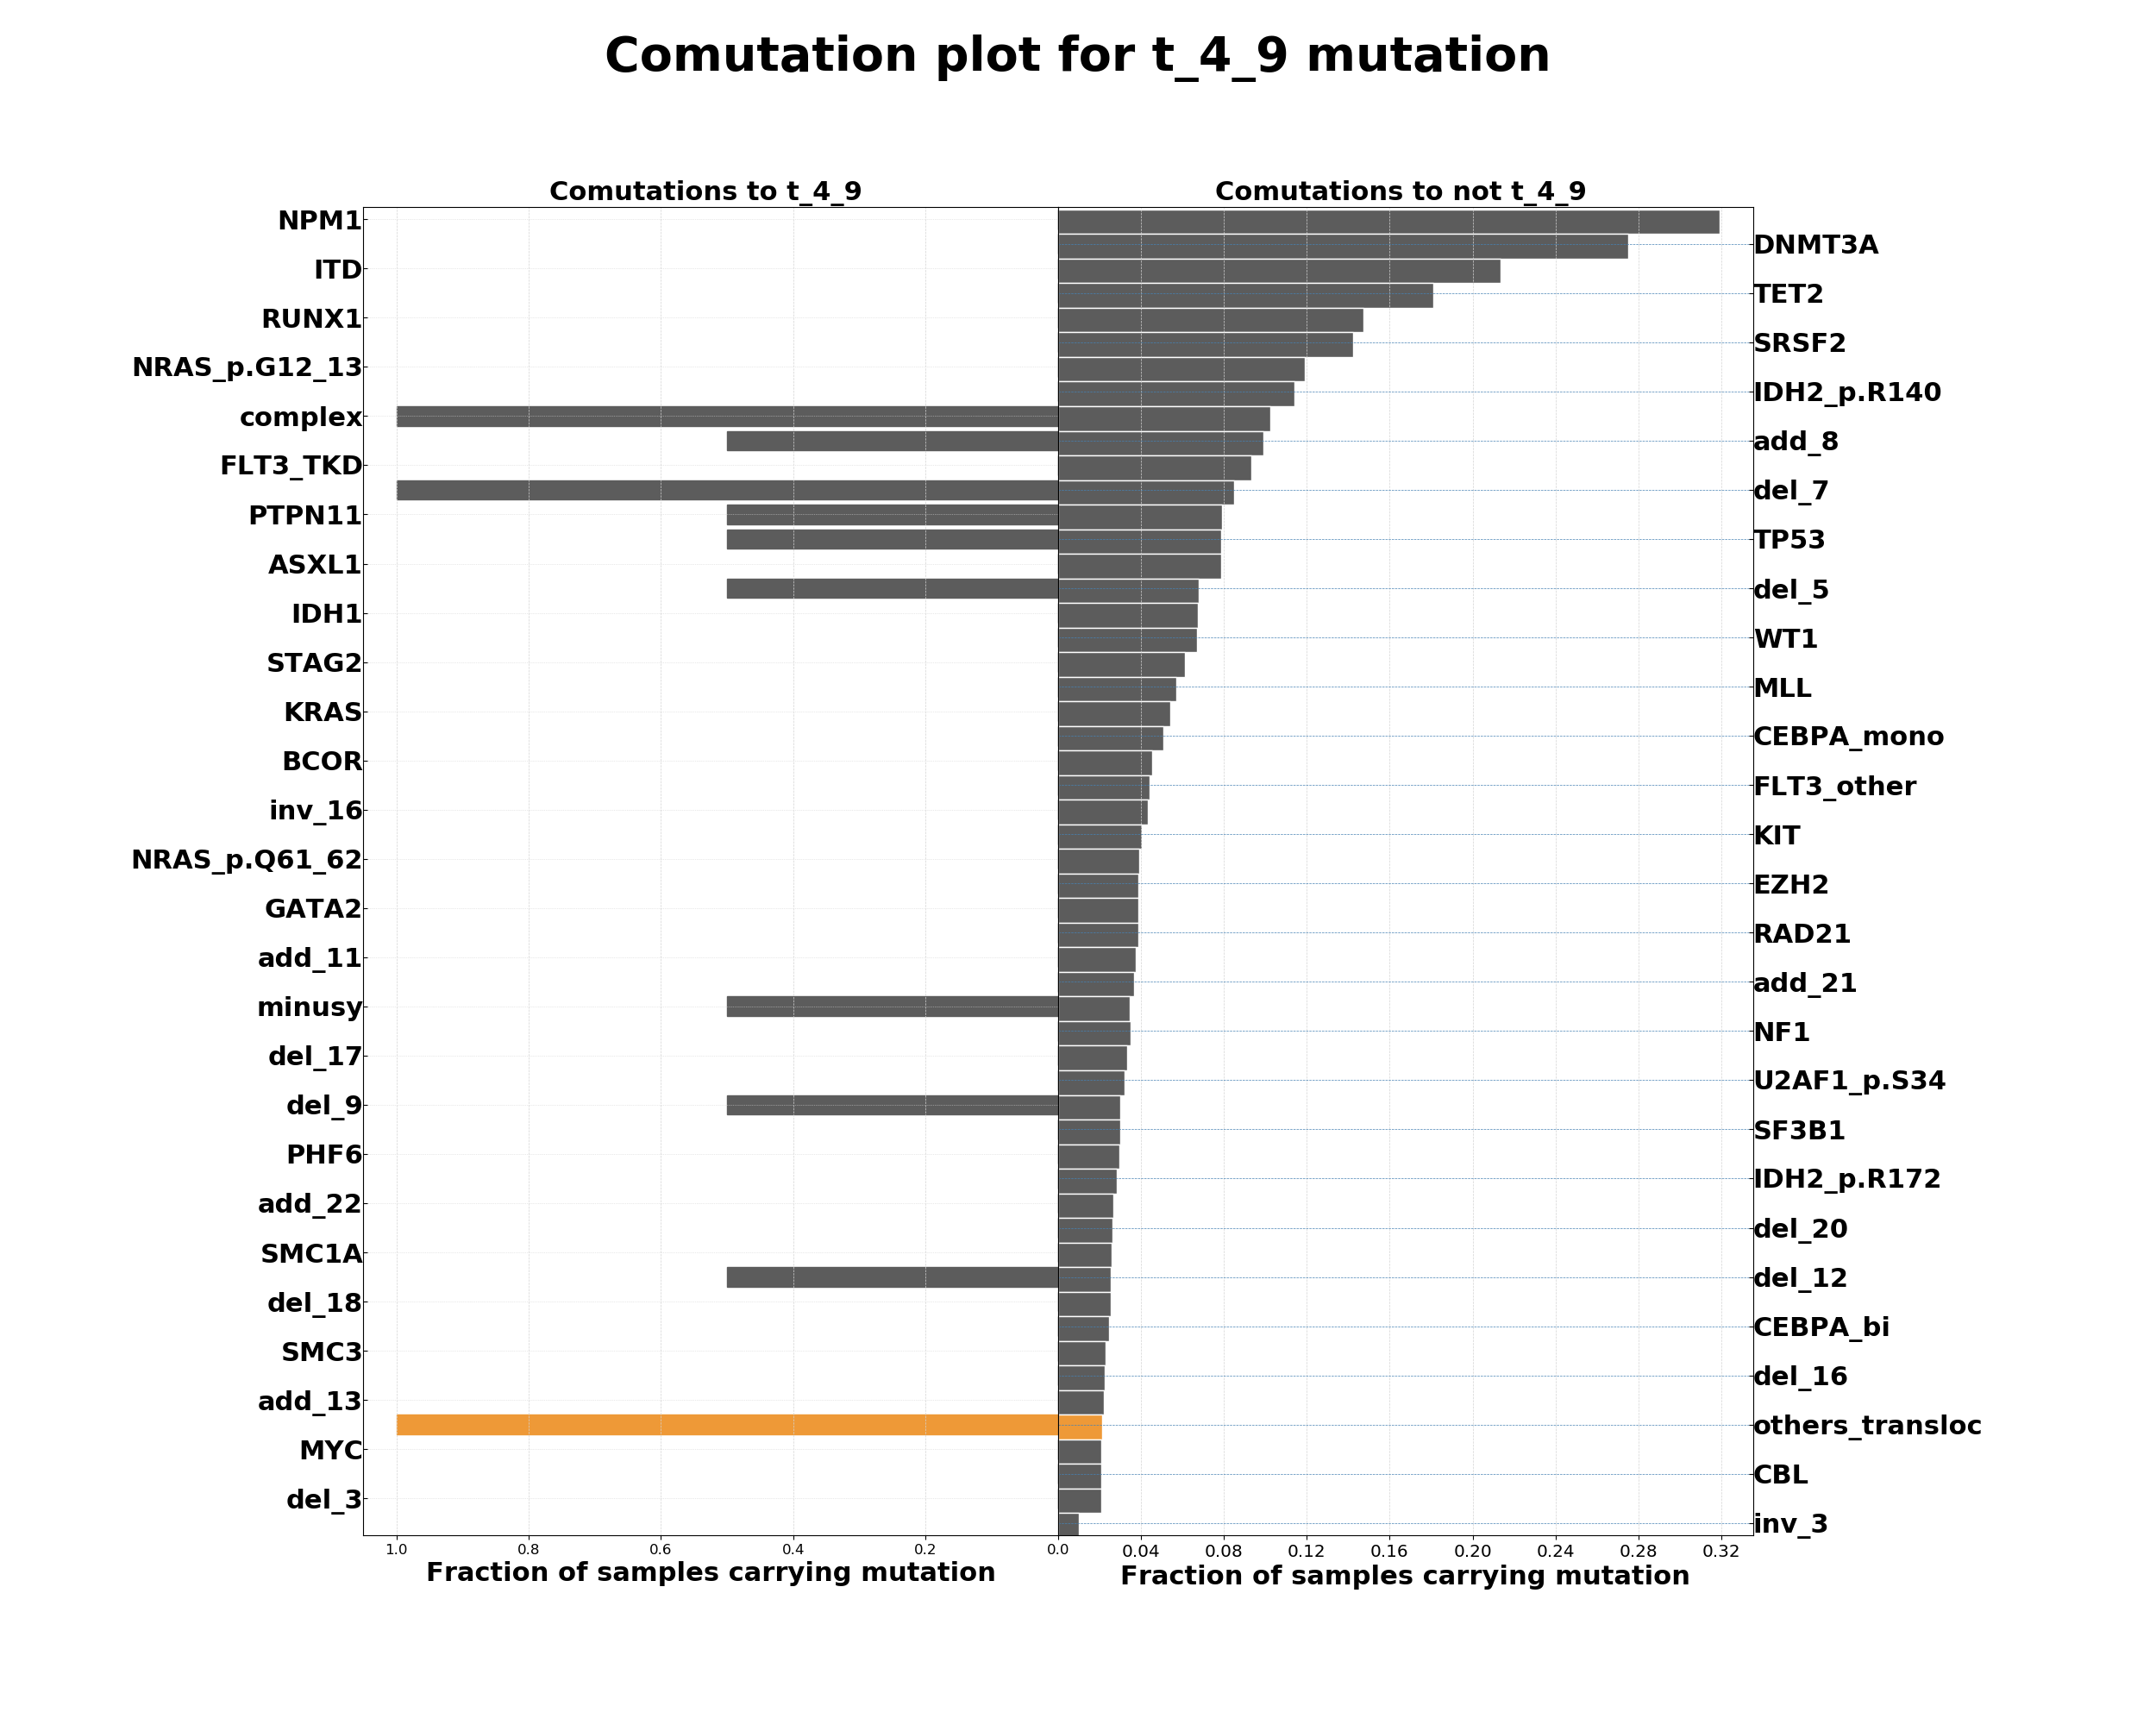 Comutation plot for t_4_9 mutation
Comutations to t_4_9
Comutations to not t_4_9
NPM1
DNMT3A
ITD
TET2
RUNX1
SRSF2
NRAS_p.G12_13
IDH2_p.R140
complex
add_8
FLT3_TKD
del_7
PTPN11
TP53
ASXL1
del_5
IDH1
WT1
STAG2
MLL
KRAS
CEBPA_mono
BCOR
FLT3_other
inv_16
KIT
NRAS_p.Q61_62
EZH2
GATA2
RAD21
add_11
add_21
minusy
NF1
del_17
U2AF1_p.S34
del_9
SF3B1
PHF6
IDH2_p.R172
add_22
del_20
SMC1A
del_12
del_18
CEBPA_bi
SMC3
del_16
add_13
others_transloc
MYC
CBL
del_3
inv_3
1.0 0.8 0.6 0.4 0.2 0.0 0.04 0.08 0.12 0.16 0.20 0.24 0.28 0.32
Fraction of samples carrying mutation
Fraction of samples carrying mutation